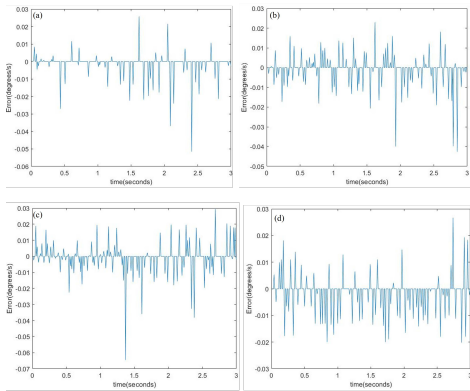 (a)
0.03
0.02
0.01
0
-0.01
-0.02
-0.03
-0.04
-0.05
-0.06
Error(degrees/s)
0 0.5 1 1.5 2 2.5 3
time(seconds)
(b)
0.03
0.02
0.01
0
-0.01
-0.02
-0.03
-0.04
-0.05
Error(degrees/s)
0 0.5 1 1.5 2 2.5 3
time(seconds)
(c)
0.03
0.02
0.01
0
-0.01
-0.02
-0.03
-0.04
-0.05
-0.06
-0.07
Error(degrees/s)
0 0.5 1 1.5 2 2.5 3
time(seconds)
(d)
0.03
0.02
0.01
0
-0.01
-0.02
-0.03
Error(degrees/s)
0 0.5 1 1.5 2 2.5 3
time(seconds)